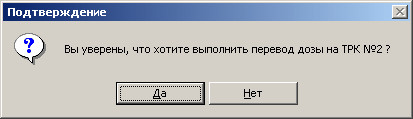 Подтверждение
Вы уверены, что хотите выполнить перевод дозы на ТРК №2 ?
Да
Нет